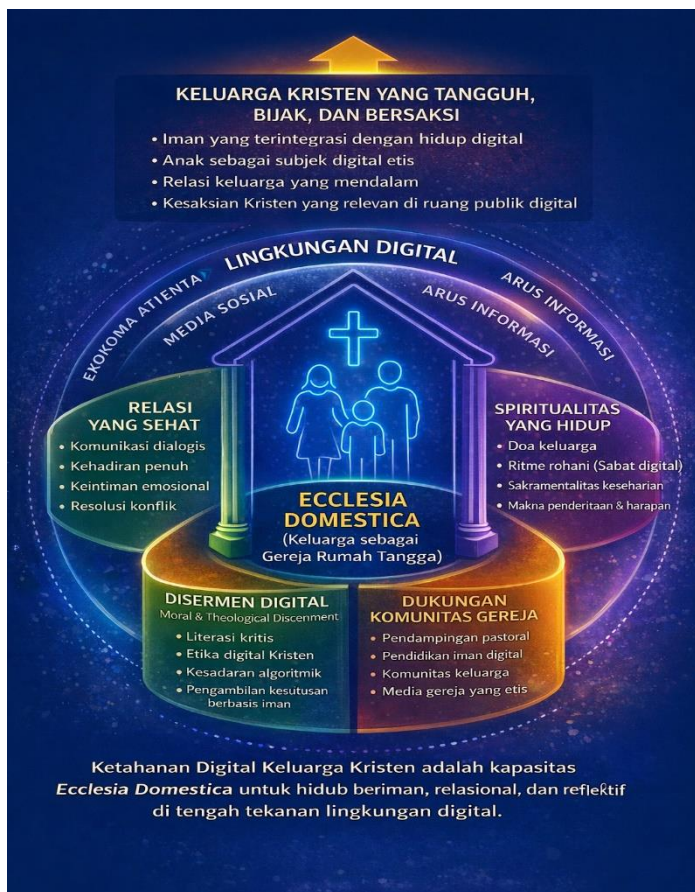 KELUARGA KRISTEN YANG TANGGUH,
BIJAK, DAN BERSAKSI
• Iman yang terintegrasi dengan hidup digital
• Anak sebagai subjek digital etis
• Relasi keluarga yang mendalam
• Kesaksian Kristen yang relevan di ruang publik digital
LINGKUNGAN DIGITAL
EKOKOMA ATIENTA
MEDIA SOSIAL
ARUS INFORMASI
ARUS INFORMASI
RELASI
YANG SEHAT
• Komunikasi dialogis
• Kehadiran penuh
• Keintiman emosional
• Resolusi konflik
SPIRITUALITAS
YANG HIDUP
• Doa keluarga
• Ritme rohani (Sabat digital)
• Sakramentalitas keseharian
• Makna penderitaan & harapan
ECCLESIA
DOMESTICA
(Keluarga sebagai
Gereja Rumah Tangga)
DISERMEN DIGITAL
Moral & Theological Discenment
• Literasi kritis
• Etika digital Kristen
• Kesadaran algoritmik
• Pengambilan kesutusan
berbasis iman
DUKUNGAN
KOMUNITAS GEREJA
• Pendampingan pastoral
• Pendidikan iman digital
• Komunitas keluarga
• Media gereja yang etis
Ketahanan Digital Keluarga Kristen adalah kapasitas
Ecclesia Domestica untuk hidub beriman, relasional, dan reflektif
di tengah tekanan lingkungan digital.